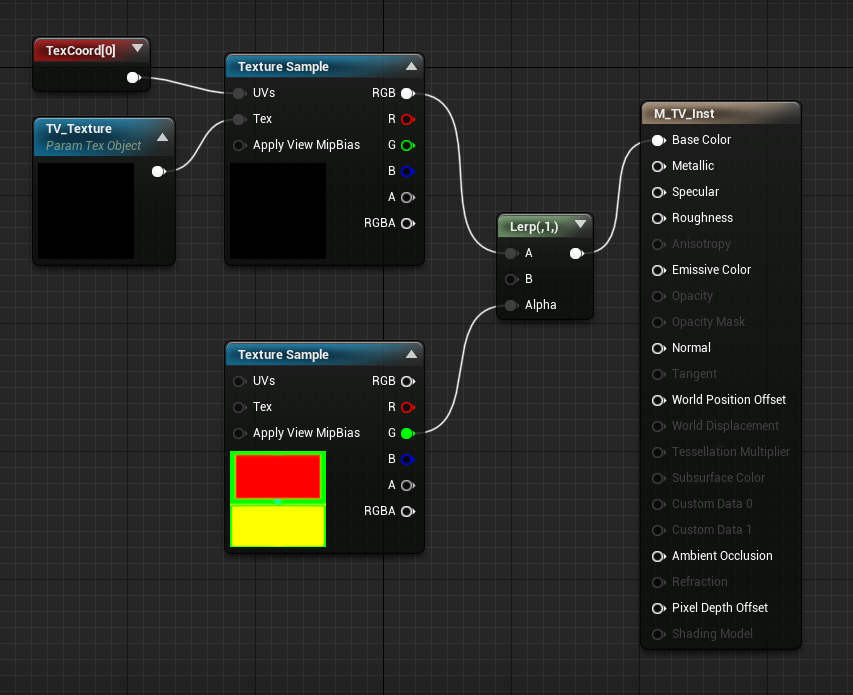 TexCoord[0]
TV_Texture
Param Tex Object
Texture Sample
UVs
RGB
Tex
R
Apply View MipBias
G
B
A
RGBA
Texture Sample
UVs
RGB
Tex
R
Apply View MipBias
G
B
A
RGBA
Lerp(,1,)
A
B
Alpha
M_TV_Inst
Base Color
Metallic
Specular
Roughness
Anisotropy
Emissive Color
Opacity
Opacity Mask
Normal
Tangent
World Position Offset
World Displacement
Tessellation Multiplier
Subsurface Color
Custom Data 0
Custom Data 1
Ambient Occlusion
Refraction
Pixel Depth Offset
Shading Model